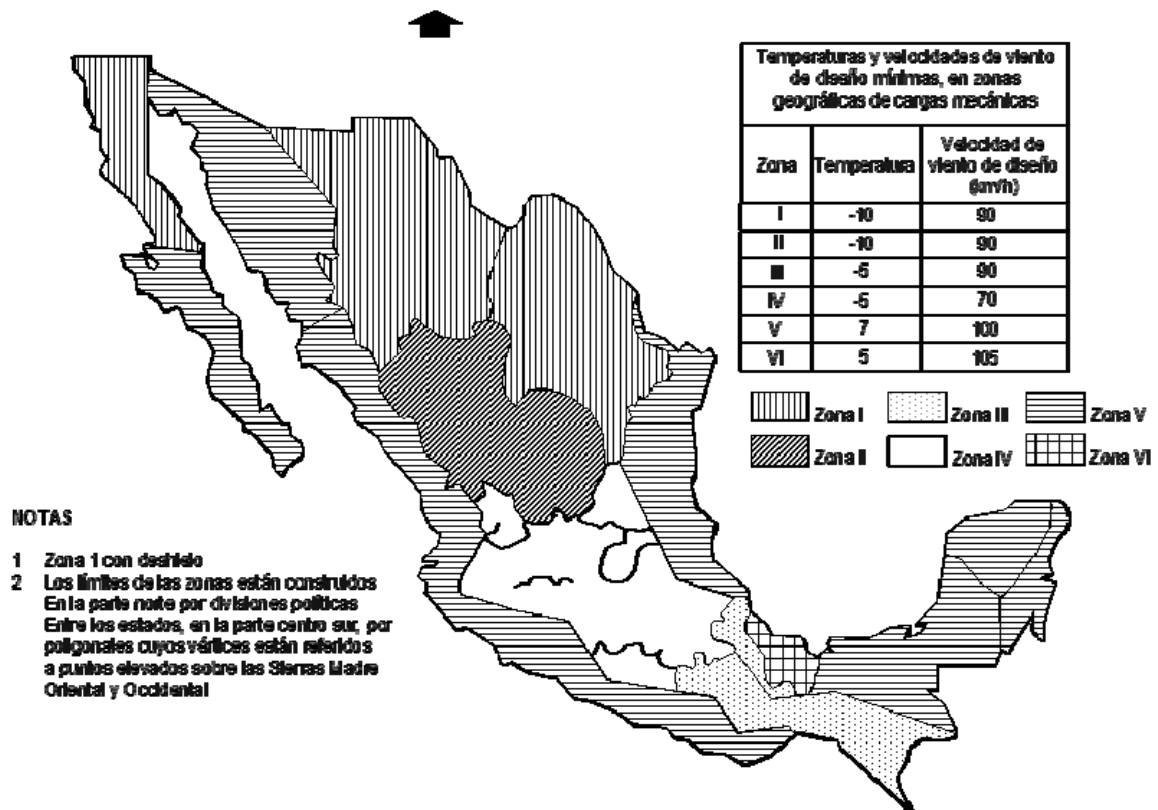 Temperaturas y velocidades de viento
de diseño mínimas, en zonas
geográficas de cargas mecánicas
Zona Temperatura Velocidad de
viento de diseño
(km/h)
I -10 90
II -10 90
III -5 90
IV -5 70
V 7 100
VI 5 105
Zona I Zona III Zona V
Zona II Zona IV Zona VI
NOTAS
1 Zona 1 con deshielo
2 Los límites de las zonas están construidos
En la parte norte por divisiones políticas
Entre los estados, en la parte centro sur, por
poligonales cuyos vértices están referidos
a puntos elevados sobre las Sierras Madre
Oriental y Occidental